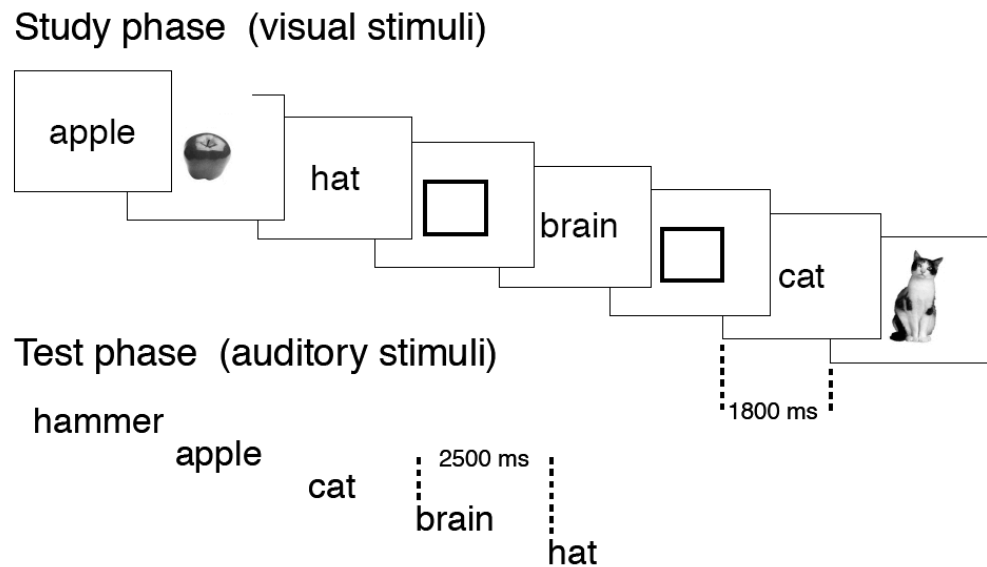 Study phase (visual stimuli)
apple
hat
brain
cat
Test phase (auditory stimuli)
1800 ms
hammer
apple
2500 ms
cat
brain
hat